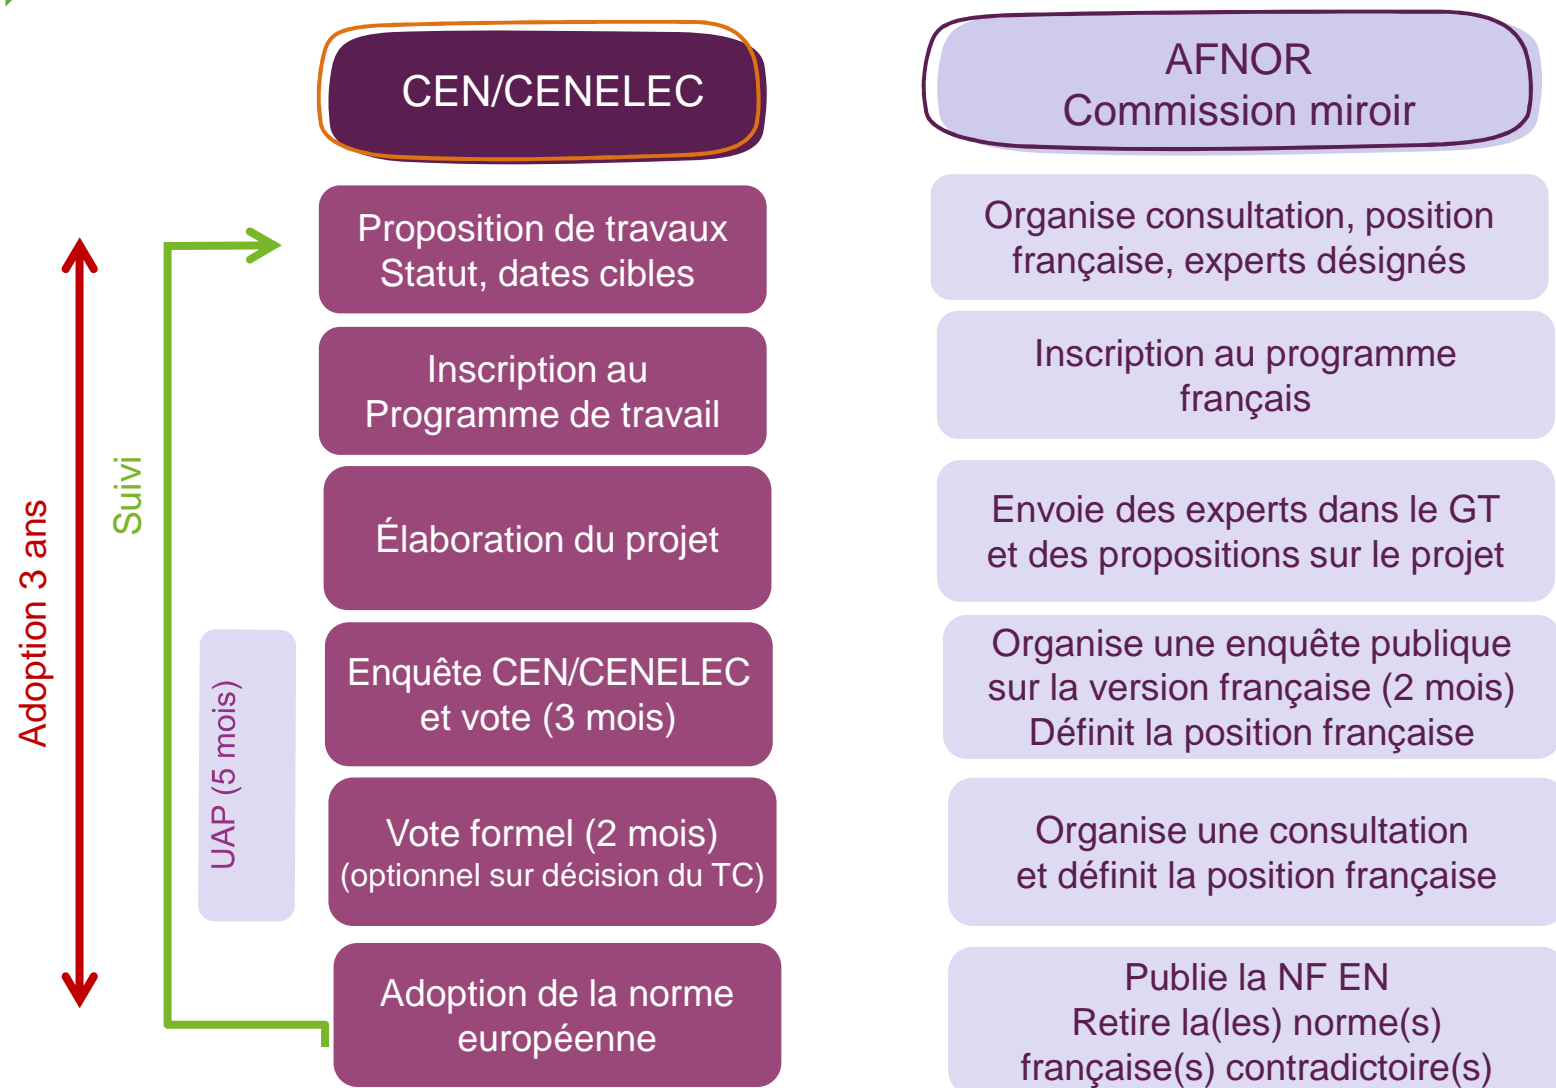 CEN/CENELEC
AFNOR
Commission miroir
Proposition de travaux
Statut, dates cibles
Organise consultation, position
française, experts désignés
Inscription au
Programme de travail
Inscription au programme
français
Élaboration du projet
Envoie des experts dans le GT
et des propositions sur le projet
Enquête CEN/CENELEC
et vote (3 mois)
Organise une enquête publique
sur la version française (2 mois)
Définit la position française
Vote formel (2 mois)
(optionnel sur décision du TC)
Organise une consultation
et définit la position française
Adoption de la norme
européenne
Publie la NF EN
Retire la(les) norme(s)
française(s) contradictoire(s)
Adoption 3 ans
Suivi
UAP (5 mois)